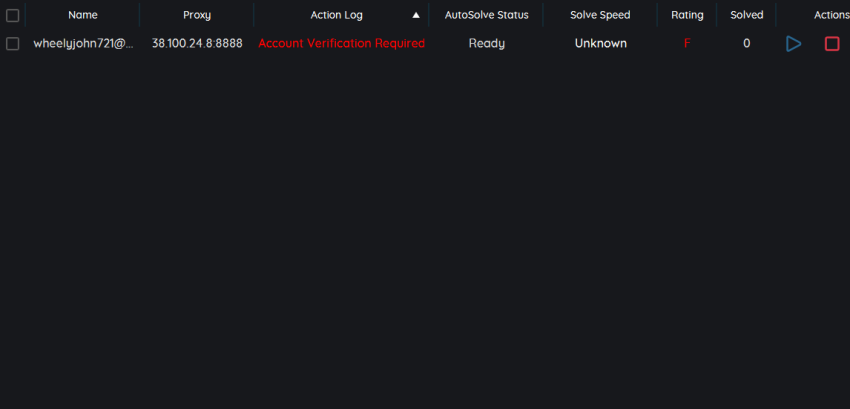 Name Proxy Action Log ▲ AutoSolve Status Solve Speed Rating Solved Actions
wheelyjohn721@... 38.100.24.8:8888 Account Verification Required Ready Unknown F 0